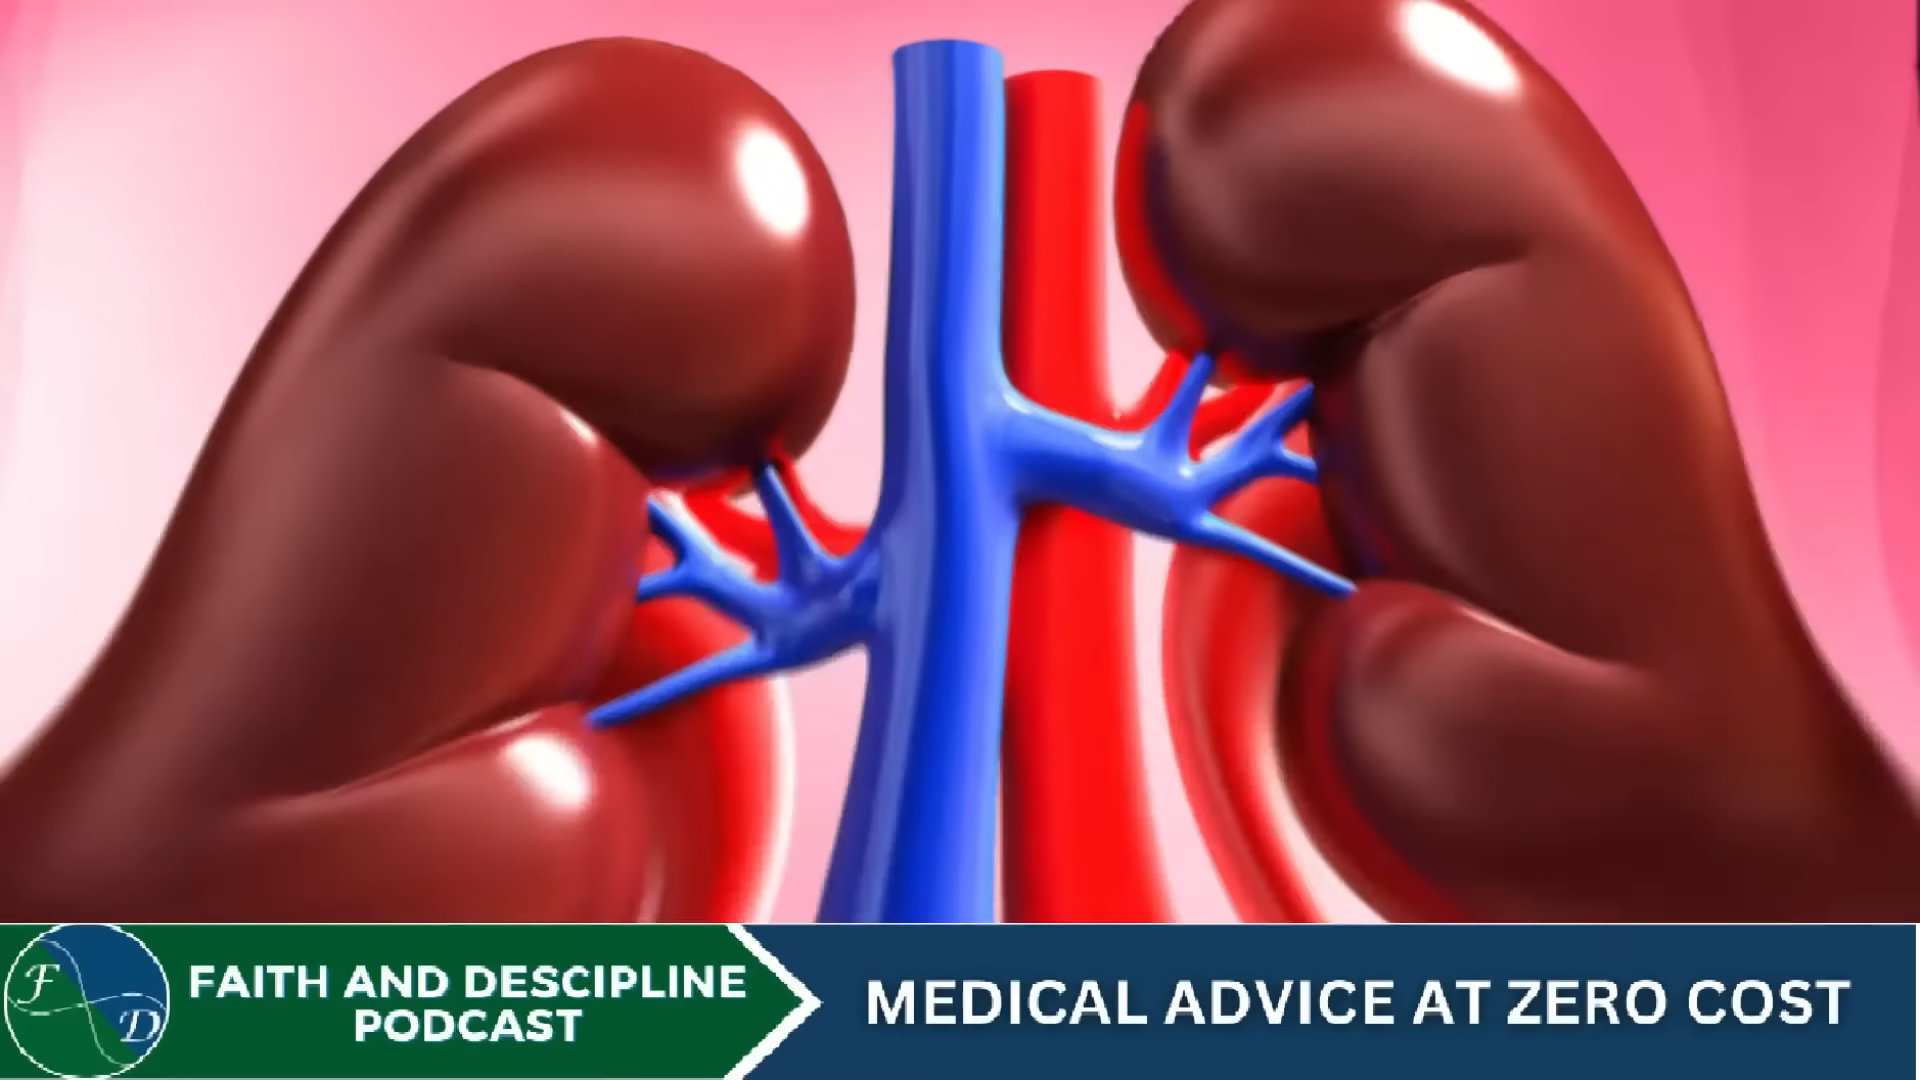 F
D
FAITH AND DESCIPLINE
PODCAST
MEDICAL ADVICE AT ZERO COST